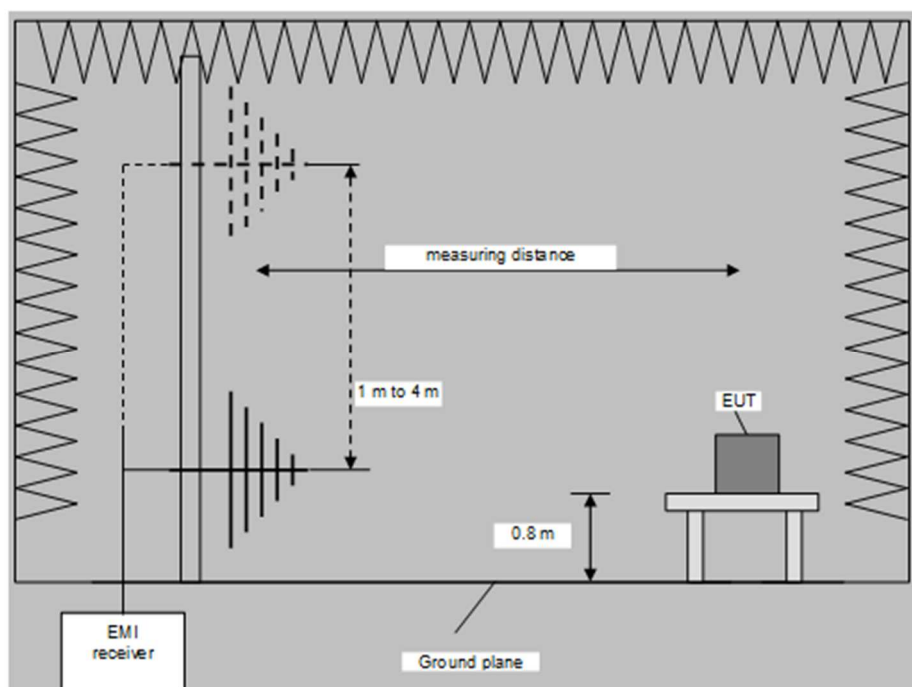 measuring distance
1 m to 4 m
EUT
0.8 m
EMI
receiver
Ground plane